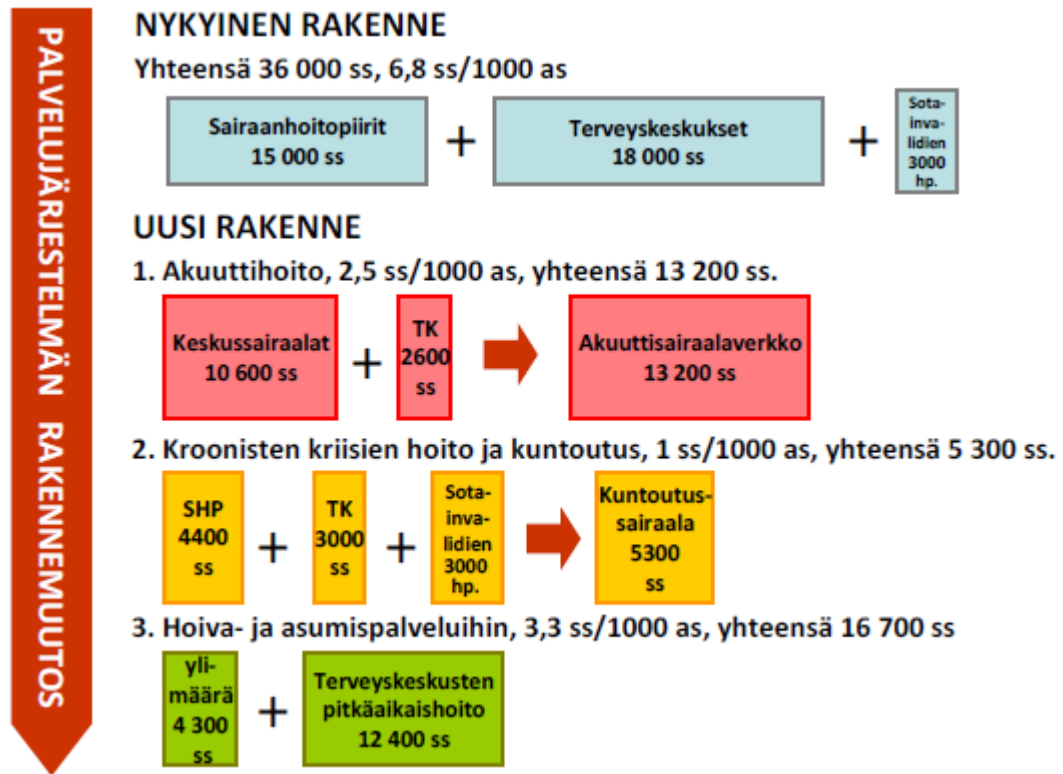 PALVELUJÄRJESTELMÄN RAKENNEMUUTOS
NYKYINEN RAKENNE
Yhteensä 36 000 ss, 6,8 ss/1000 as
Sairaanhoitopiirit
15 000 ss
+
Terveyskeskukset
18 000 ss
+
Sota-
inva-
lidien
3000
hp.
UUSI RAKENNE
1. Akuuttihoito, 2,5 ss/1000 as, yhteensä 13 200 ss.
Keskussairaalat
10 600 ss
+
TK
2600
ss
Akuuttisairaalaverkko
13 200 ss
2. Kroonisten kriisien hoito ja kuntoutus, 1 ss/1000 as, yhteensä 5 300 ss.
SHP
4400
ss
+
TK
3000
ss
+
Sota-
inva-
lidien
3000
hp.
Kuntoutus-
sairaala
5300
ss
3. Hoiva- ja asumispalveluihin, 3,3 ss/1000 as, yhteensä 16 700 ss
yli-
määrä
4 300
ss
+
Terveyskeskusten
pitkäaikaishoito
12 400 ss